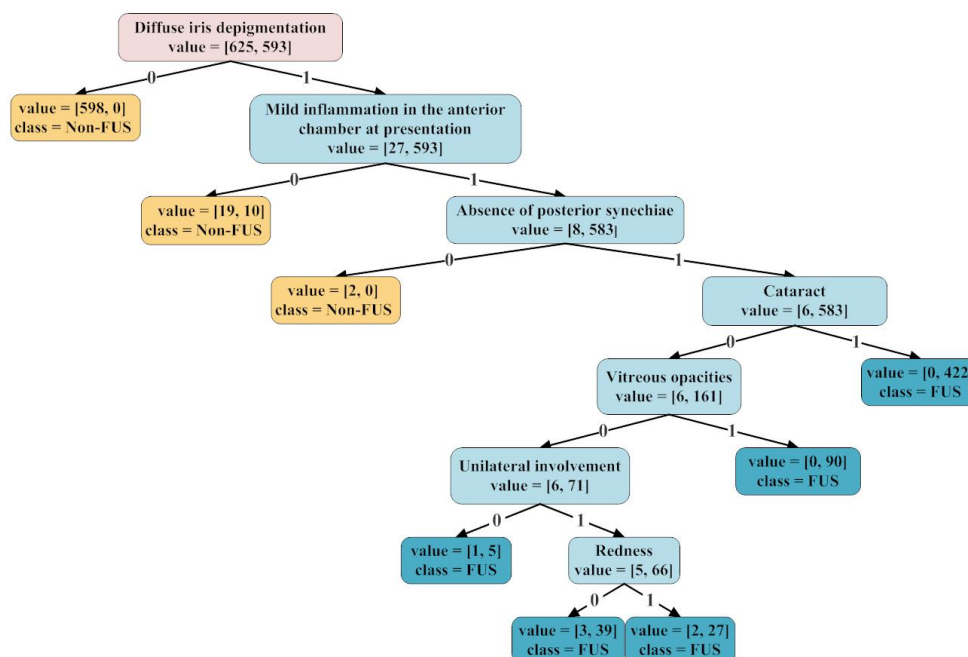 Diffuse iris depigmentation
value = [625, 593]
0
1
value = [598, 0]
class = Non-FUS
Mild inflammation in the anterior
chamber at presentation
value = [27, 593]
0
1
value = [19, 10]
class = Non-FUS
Absence of posterior synechiae
value = [8, 583]
0
1
value = [2, 0]
class = Non-FUS
Cataract
value = [6, 583]
0
1
Vitreous opacities
value = [6, 161]
value = [0, 422
class = FUS
0
1
Unilateral involvement
value = [6, 71]
value = [0, 90]
class = FUS
0
1
value = [1, 5]
class = FUS
Redness
value = [5, 66]
0
1
value = [3, 39]
class = FUS
value = [2, 27]
class = FUS